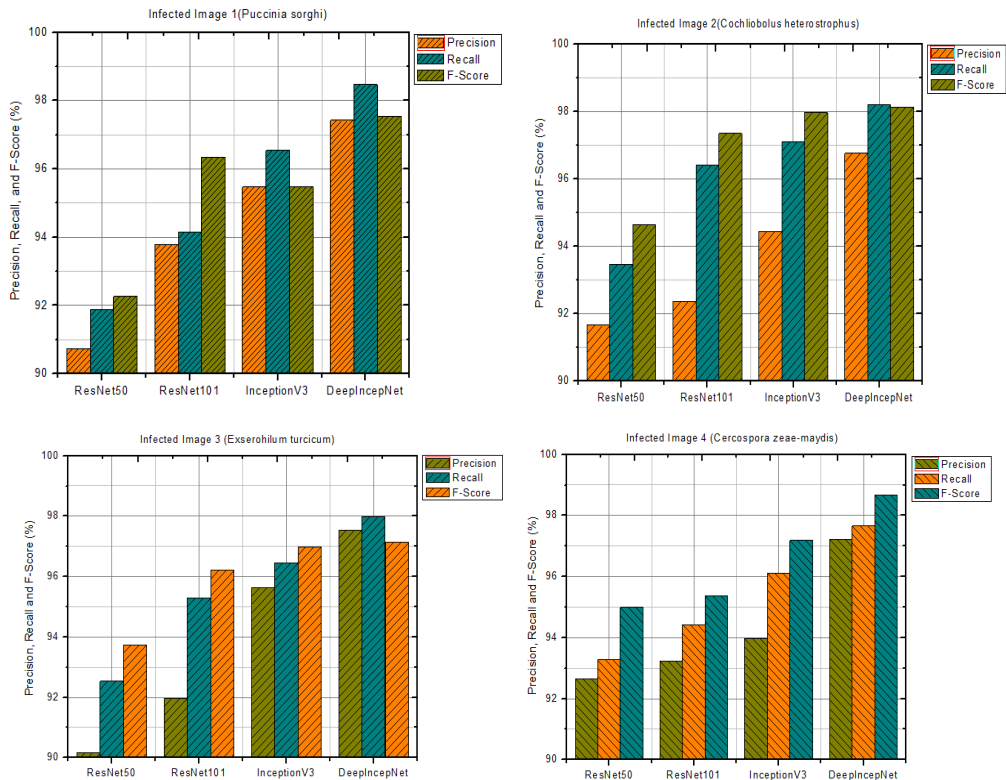 Infected Image 1(Puccinia sorghi)
Precision, Recall, and F-Score (%)
100
98
96
94
92
90
ResNet50 ResNet101 InceptionV3 DeepIncepNet
Precision
Recall
F-Score
Infected Image 2(Cochliobolus heterostrophus)
Precision, Recall and F-Score (%)
100
98
96
94
92
90
ResNet50 ResNet101 InceptionV3 DeepIncepNet
Precision
Recall
F-Score
Infected Image 3 (Exserohilum turcicum)
Precision, Recall and F-Score (%)
100
98
96
94
92
90
ResNet50 ResNet101 InceptionV3 DeepIncepNet
Precision
Recall
F-Score
Infected Image 4 (Cercospora zeae-maydis)
Precision, Recall and F-Score (%)
100
98
96
94
92
90
ResNet50 ResNet101 InceptionV3 DeepIncepNet
Precision
Recall
F-Score